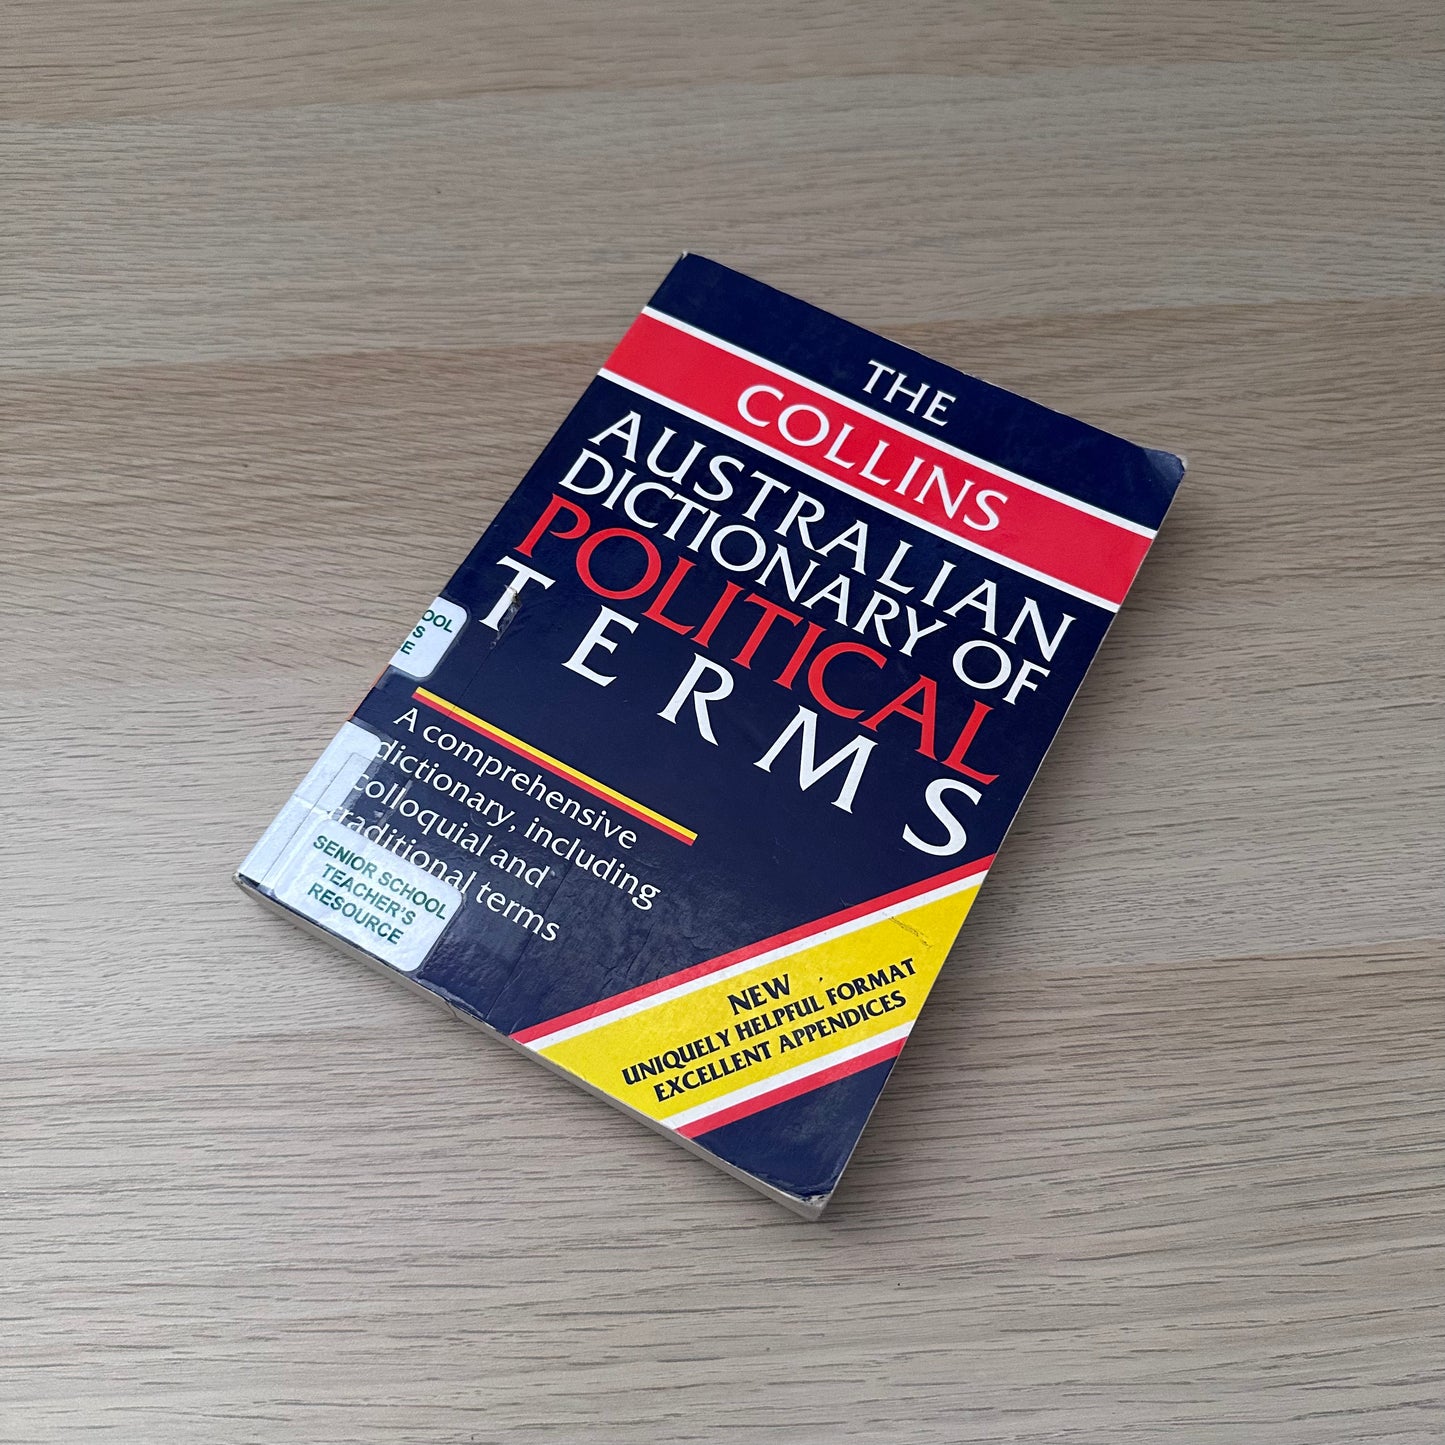 THE
COLLINS
AUSTRALIAN
DICTIONARY OF
POLITICAL
TERMS
OOL
S
E
A comprehensive
dictionary, including
colloquial and
traditional terms
SENIOR SCHOOL
TEACHER'S
RESOURCE
NEW
UNIQUELY HELPFUL FORMAT
EXCELLENT APPENDICES